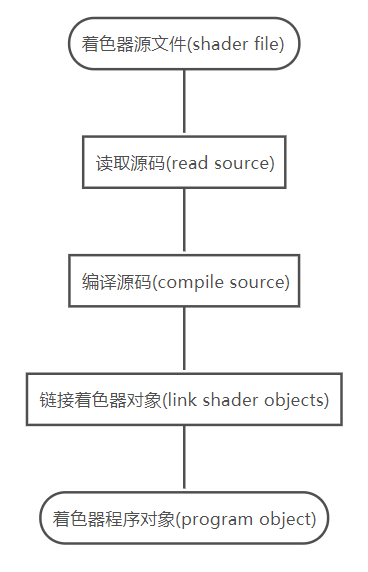 着色器源文件(shader file)
读取源码(read source)
编译源码(compile source)
链接着色器对象(link shader objects)
着色器程序对象(program object)